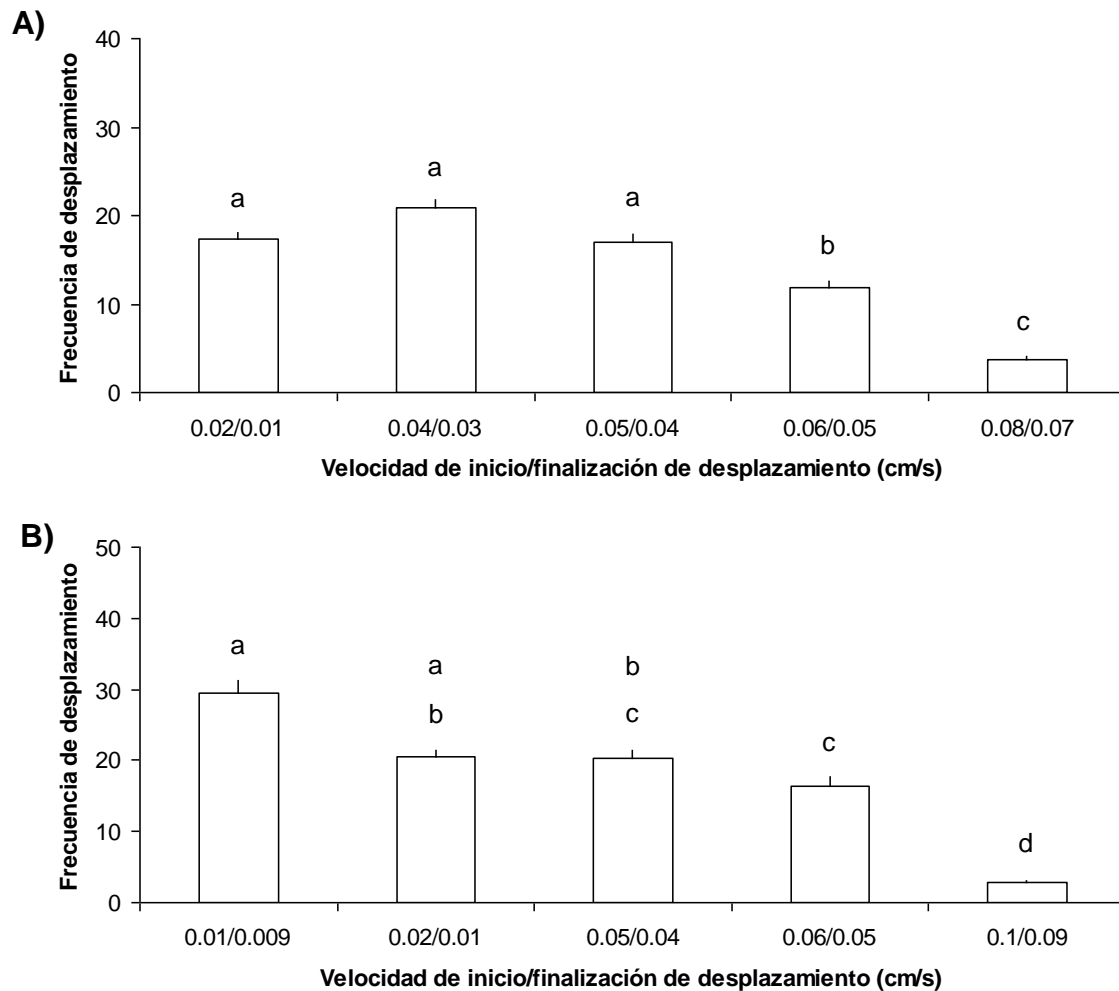 A)
Frecuencia de desplazamiento
40
30
20
10
0
a
a
a
b
c
0.02/0.01 0.04/0.03 0.05/0.04 0.06/0.05 0.08/0.07
Velocidad de inicio/finalización de desplazamiento (cm/s)
B)
Frecuencia de desplazamiento
50
40
30
20
10
0
a
a
b
b
c
c
d
0.01/0.009 0.02/0.01 0.05/0.04 0.06/0.05 0.1/0.09
Velocidad de inicio/finalización de desplazamiento (cm/s)